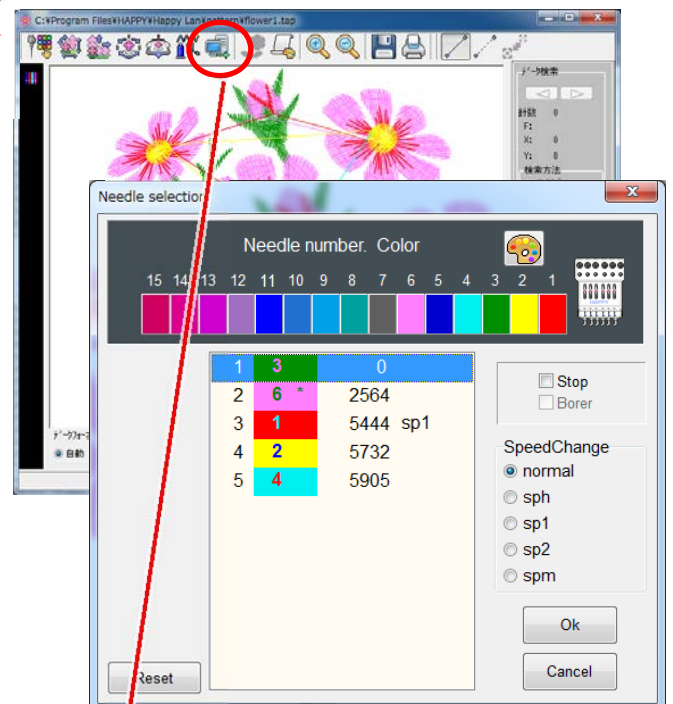 C:¥Program Files¥HAPPY¥Happy Lan¥pattern¥flower1.tap
データ検索
針数 0
F:
X: 0
Y: 0
検索方法
自動
Needle selection
Needle number. Color
15 14 13 12 11 10 9 8 7 6 5 4 3 2 1
HAPPY
1 3 0
2 6 * 2564
3 1 5444 sp1
4 2 5732
5 4 5905
Stop
Borer
SpeedChange
normal
sph
sp1
sp2
spm
Ok
Cancel
Reset